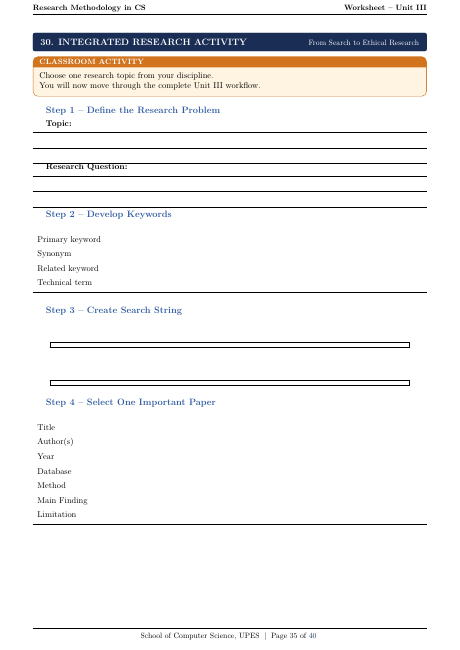 Research Methodology in CS
Worksheet – Unit III
30. INTEGRATED RESEARCH ACTIVITY
From Search to Ethical Research
CLASSROOM ACTIVITY
Choose one research topic from your discipline.
You will now move through the complete Unit III workflow.
Step 1 – Define the Research Problem
Topic:
Research Question:
Step 2 – Develop Keywords
Primary keyword
Synonym
Related keyword
Technical term
Step 3 – Create Search String
Step 4 – Select One Important Paper
Title
Author(s)
Year
Database
Method
Main Finding
Limitation
School of Computer Science, UPES | Page 35 of 40